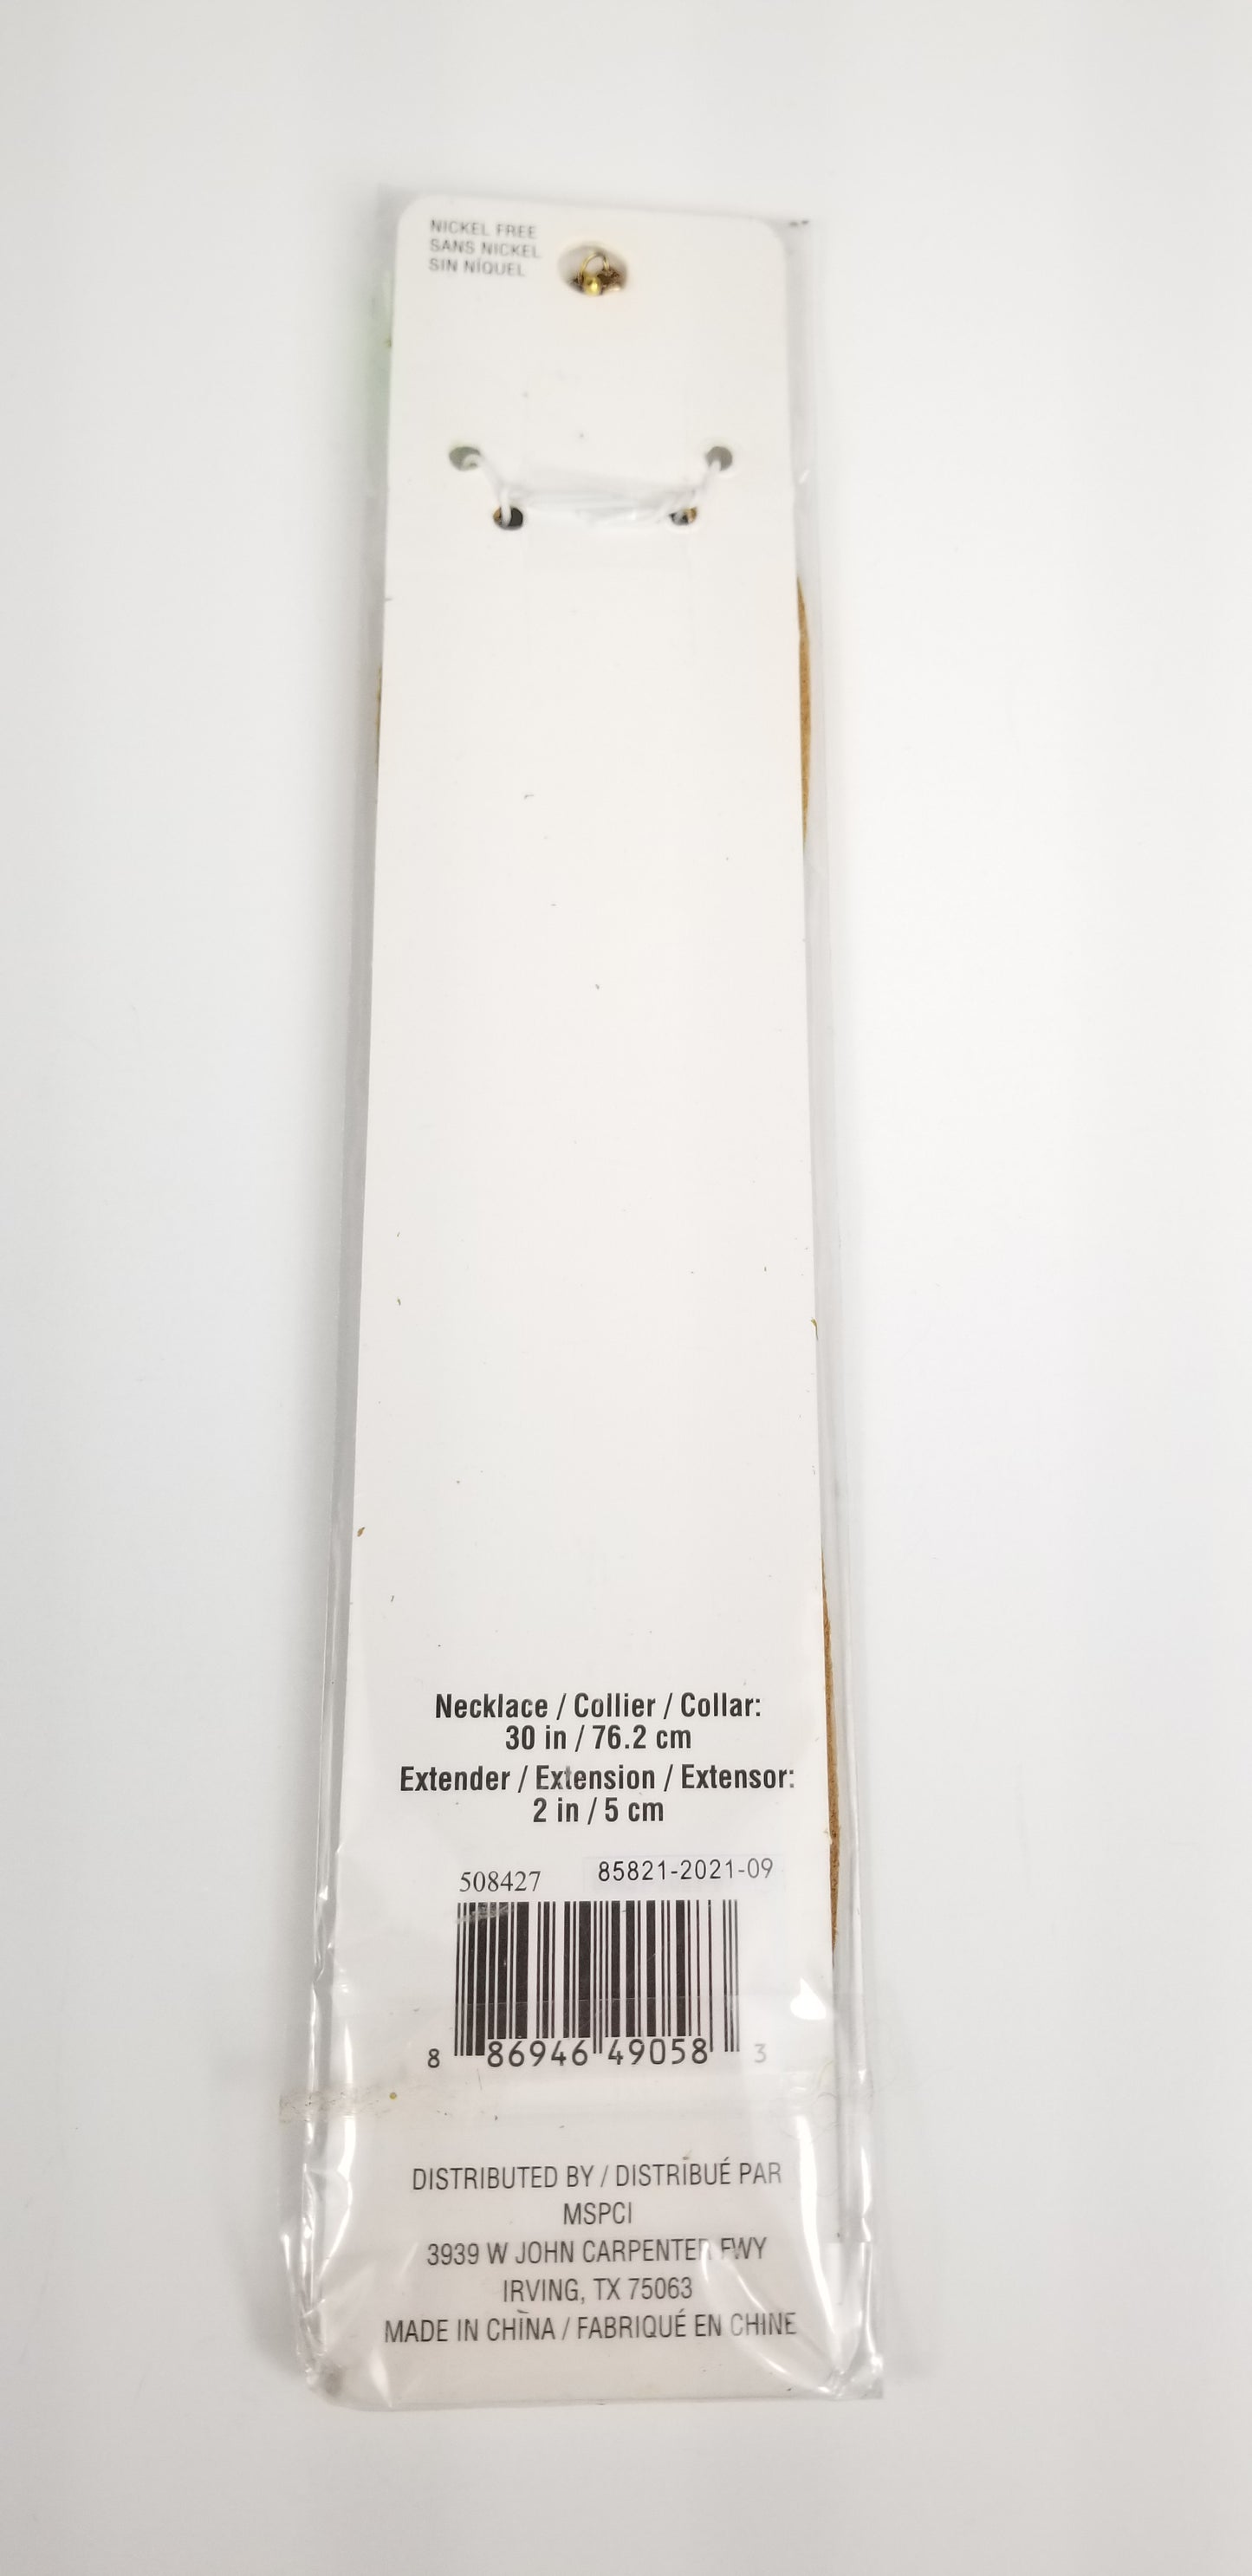 NICKEL FREE
SANS NICKEL
SIN NÍQUEL
Necklace / Collier / Collar:
30 in / 76.2 cm
Extender / Extension / Extensor:
2 in / 5 cm
508427 85821-2021-09
8 86946 49058 3
DISTRIBUTED BY / DISTRIBUÉ PAR
MSPCI
3939 W JOHN CARPENTER FWY
IRVING, TX 75063
MADE IN CHINA / FABRIQUÉ EN CHINE